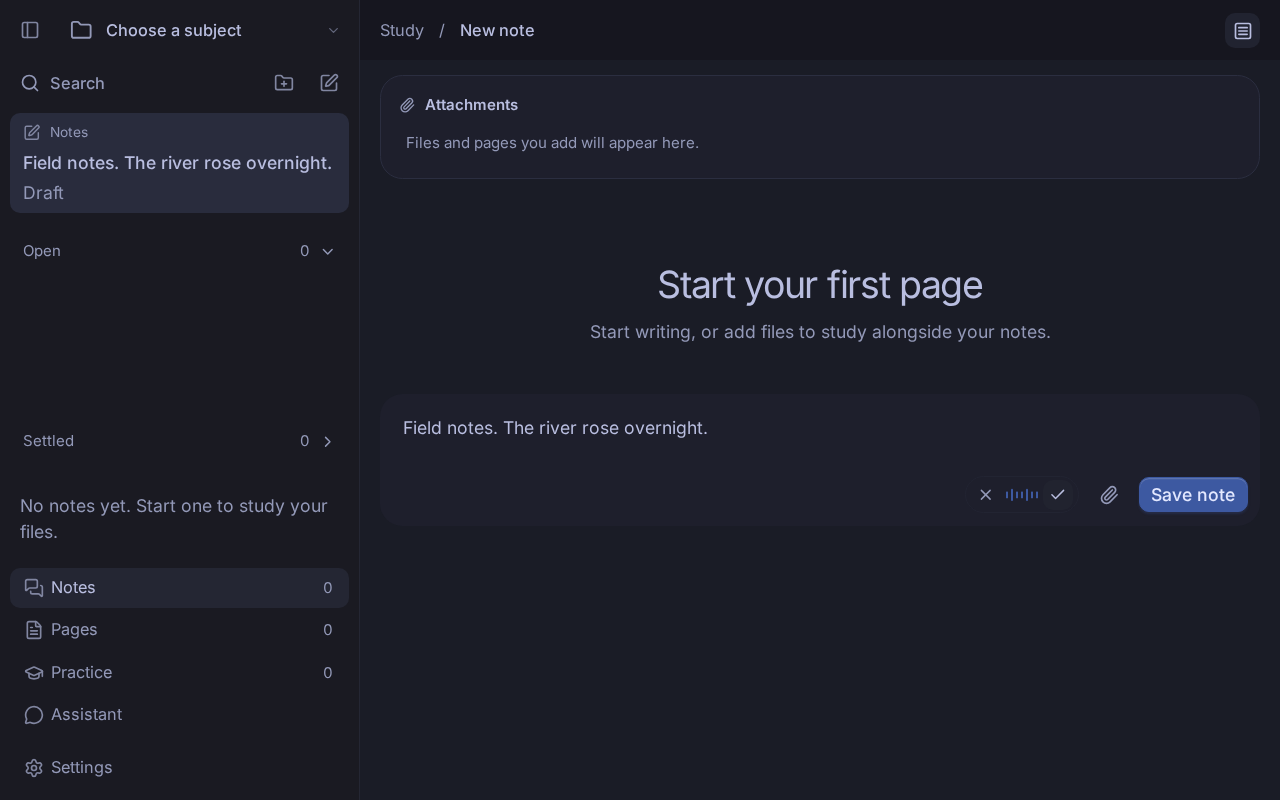 Choose a subject
Search
Notes
Field notes. The river rose overnight.
Draft
Open 0
Settled 0
No notes yet. Start one to study your
files.
Notes 0
Pages 0
Practice 0
Assistant
Settings
Study / New note
Attachments
Files and pages you add will appear here.
Start your first page
Start writing, or add files to study alongside your notes.
Field notes. The river rose overnight.
Save note